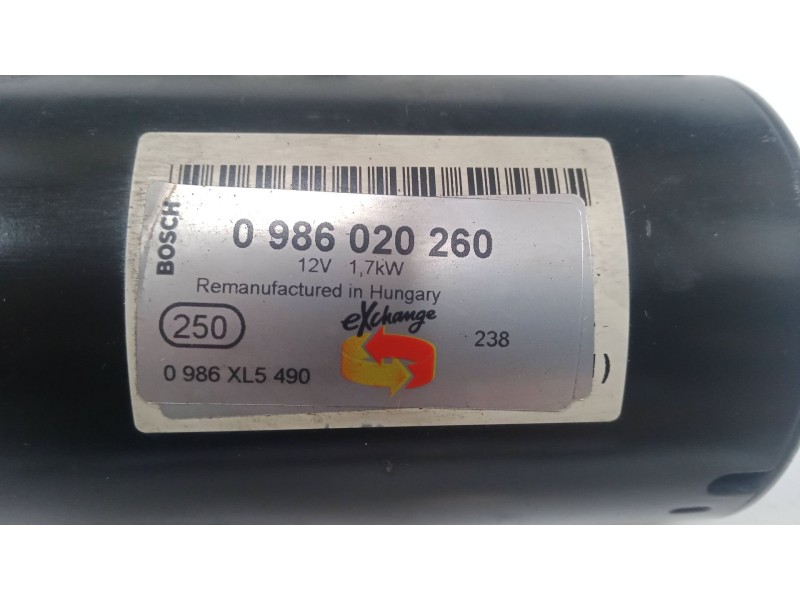 BOSCH
0 986 020 260
12V 1,7kW
Remanufactured in Hungary
eXchange
250
238
0 986 XL5 490
)